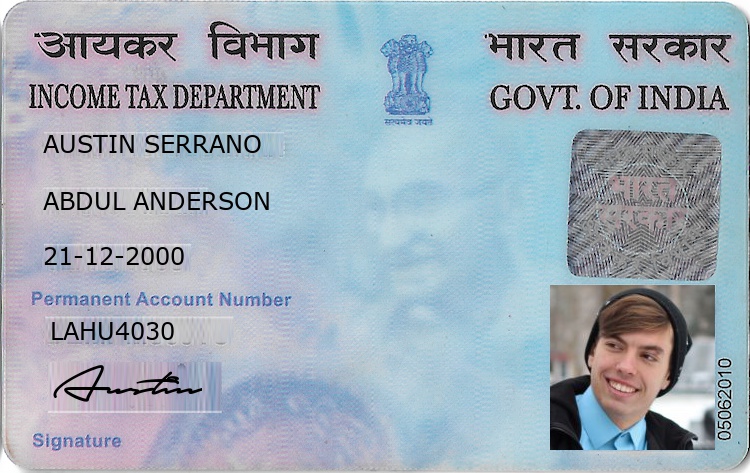 आयकर विभाग
INCOME TAX DEPARTMENT
भारत सरकार
GOVT. OF INDIA
सत्यमेव जयते
AUSTIN SERRANO
ABDUL ANDERSON
21-12-2000
Permanent Account Number
LAHU4030
Austin
Signature
भारत
सरकार
05062010